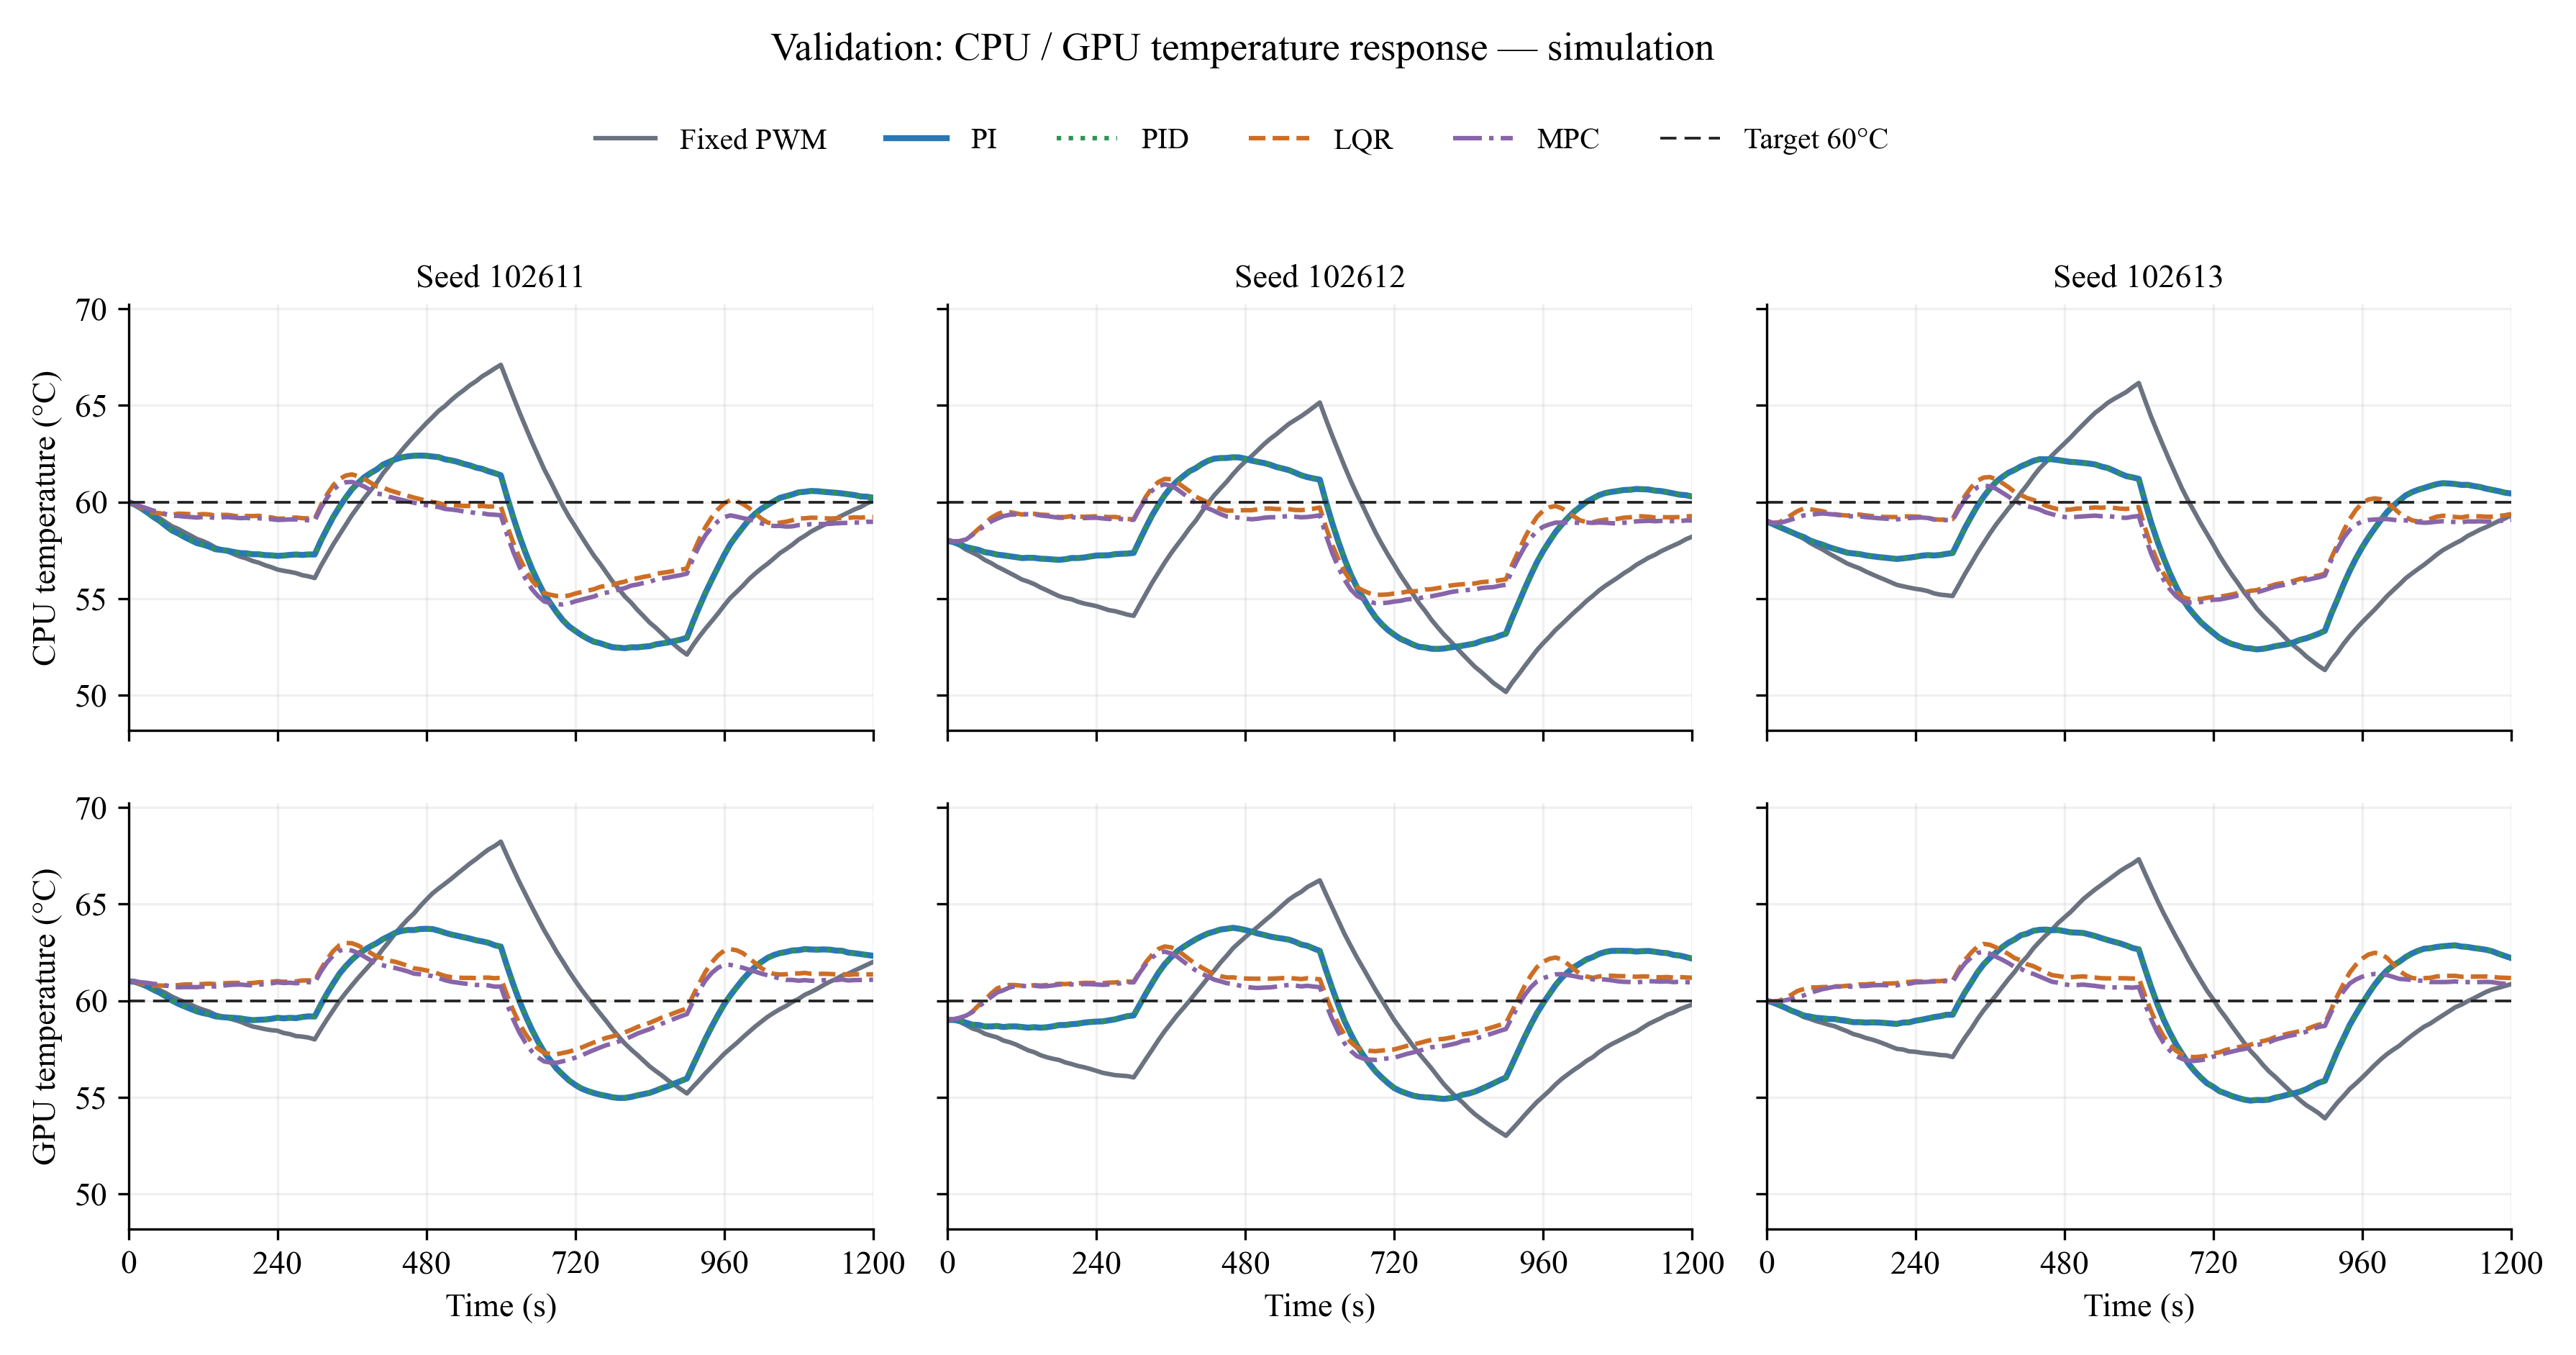 Validation: CPU / GPU temperature response — simulation
Fixed PWM PI PID LQR MPC Target 60°C
Seed 102611 Seed 102612 Seed 102613
CPU temperature (°C)
70
65
60
55
50
GPU temperature (°C)
70
65
60
55
50
0 240 480 720 960 1200 0 240 480 720 960 1200 0 240 480 720 960 1200
Time (s) Time (s) Time (s)